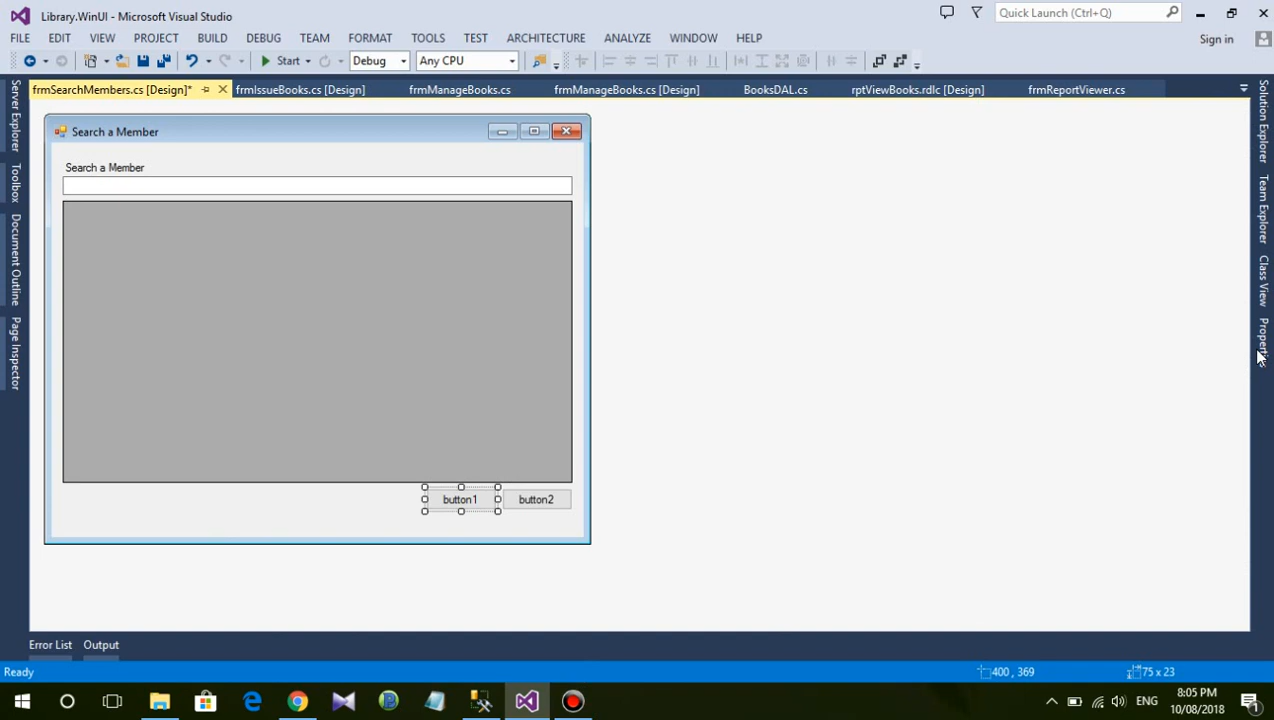 Library.WinUI - Microsoft Visual Studio
Quick Launch (Ctrl+Q)
FILE EDIT VIEW PROJECT BUILD DEBUG TEAM FORMAT TOOLS TEST ARCHITECTURE ANALYZE WINDOW HELP
Sign in
Start Debug Any CPU
frmSearchMembers.cs [Design]* frmIssueBooks.cs [Design] frmManageBooks.cs frmManageBooks.cs [Design] BooksDAL.cs rptViewBooks.rdlc [Design] frmReportViewer.cs
Server Explorer
Toolbox
Document Outline
Page Inspector
Search a Member
Search a Member
button1 button2
Solution Explorer
Team Explorer
Class View
Properties
Error List Output
Ready
400 , 369
75 x 23
ENG
8:05 PM
10/08/2018
1